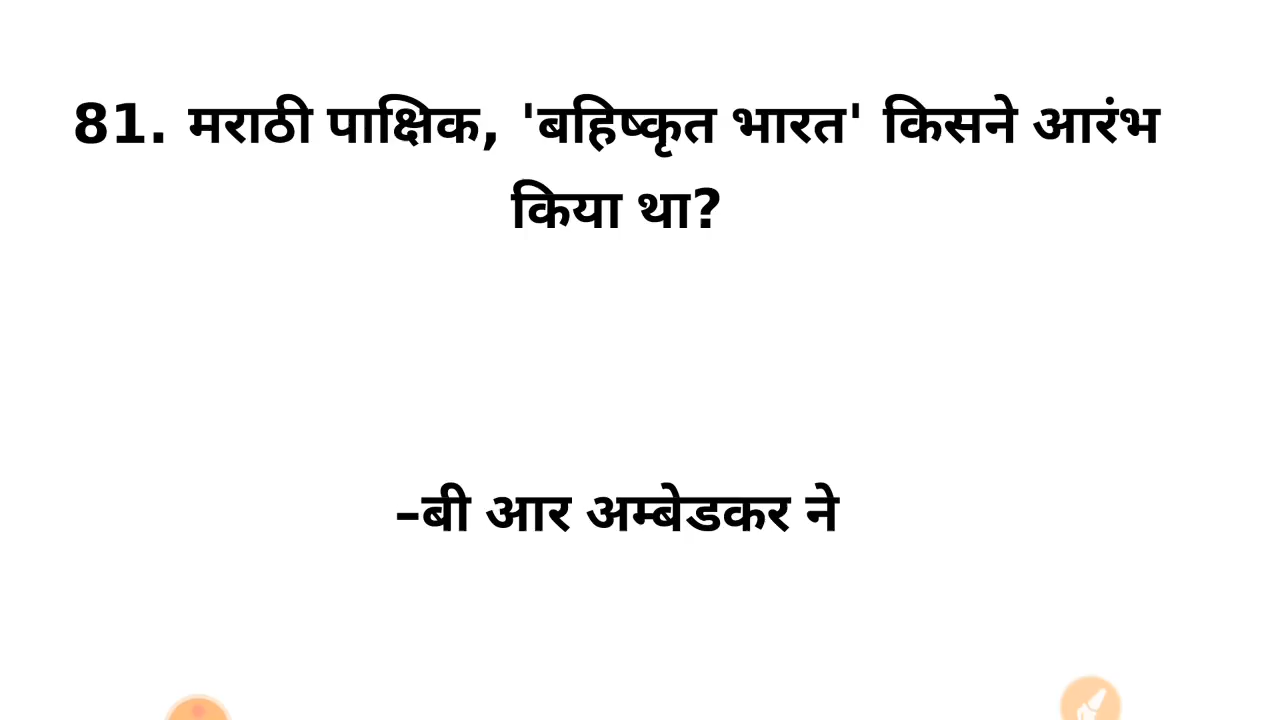 81. मराठी पाक्षिक, 'बहिष्कृत भारत' किसने आरंभ
किया था?
–बी आर अम्बेडकर ने